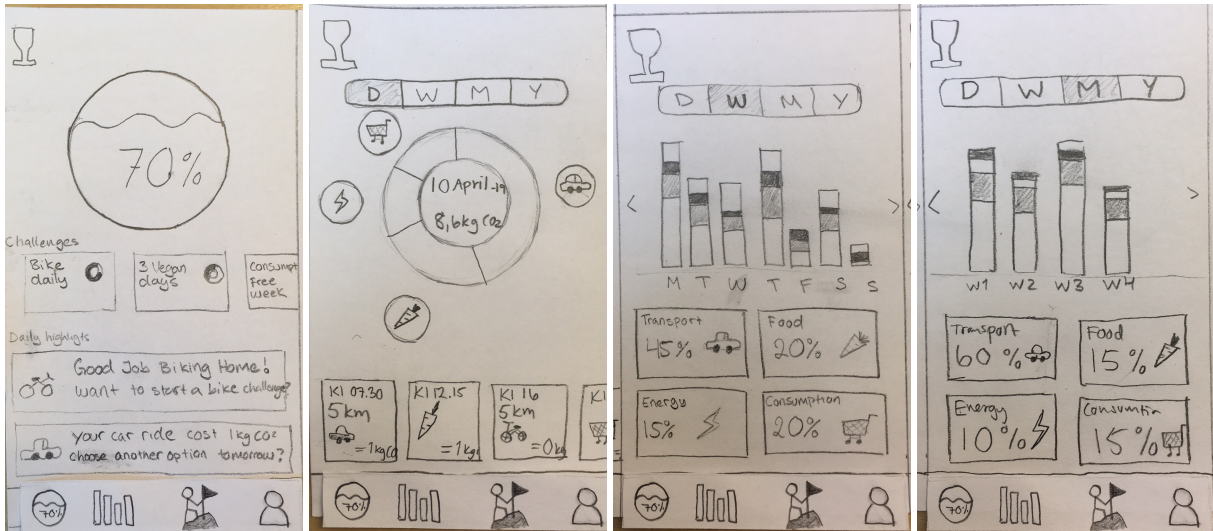 70%
Challenges
Bike
daily
3 Vegan
days
Consumpt
Free
Week
Daily highligts
Good Job Biking Home!
want to start a bike challenge?
your car ride cost 1kg CO2
choose another option tomorrow?
70%
D W M Y
10 April -19
8,6kg CO2
Kl 07.30
5km
=1kgCO
Kl 12.15
=1kg
Kl 16
5km
=0kg
Kl
70%
D W M Y
< >
M T W T F S S
Transport
45%
Food
20%
Energy
15%
Consumption
20%
70%
D W M Y
< >
W1 W2 W3 W4
Transport
60%
Food
15%
Energy
10%
Consumtin
15%
70%